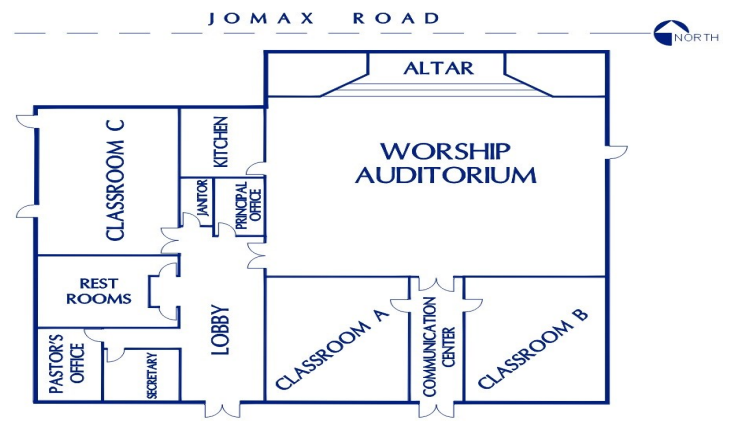 JOMAX ROAD
NORTH
ALTAR
WORSHIP
AUDITORIUM
CLASSROOM C
KITCHEN
JANITOR
PRINCIPAL
OFFICE
REST
ROOMS
LOBBY
PASTOR'S
OFFICE
SECRETARY
CLASSROOM A
COMMUNICATION
CENTER
CLASSROOM B